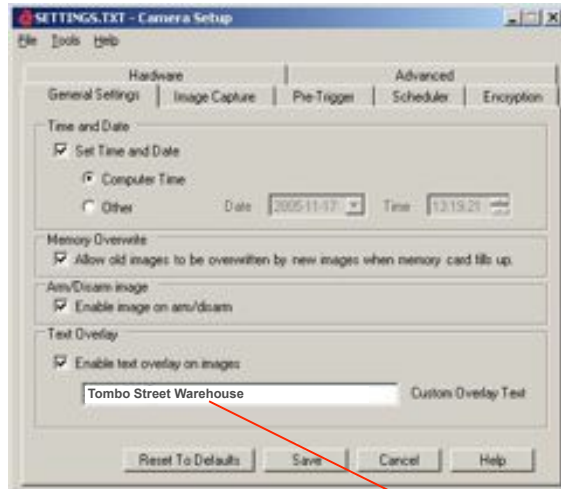 SETTINGS.TXT - Camera Setup
File Tools Help
Hardware Advanced
General Settings Image Capture Pre-Trigger Scheduler Encryption
Time and Date
Set Time and Date
Computer Time
Other Date 2005-11-17 Time 13:19:21
Memory Overwrite
Allow old images to be overwritten by new images when memory card fills up.
Arm/Disarm image
Enable image on arm/disarm
Text Overlay
Enable text overlay on images
Tombo Street Warehouse Custom Overlay Text
Reset To Defaults Save Cancel Help